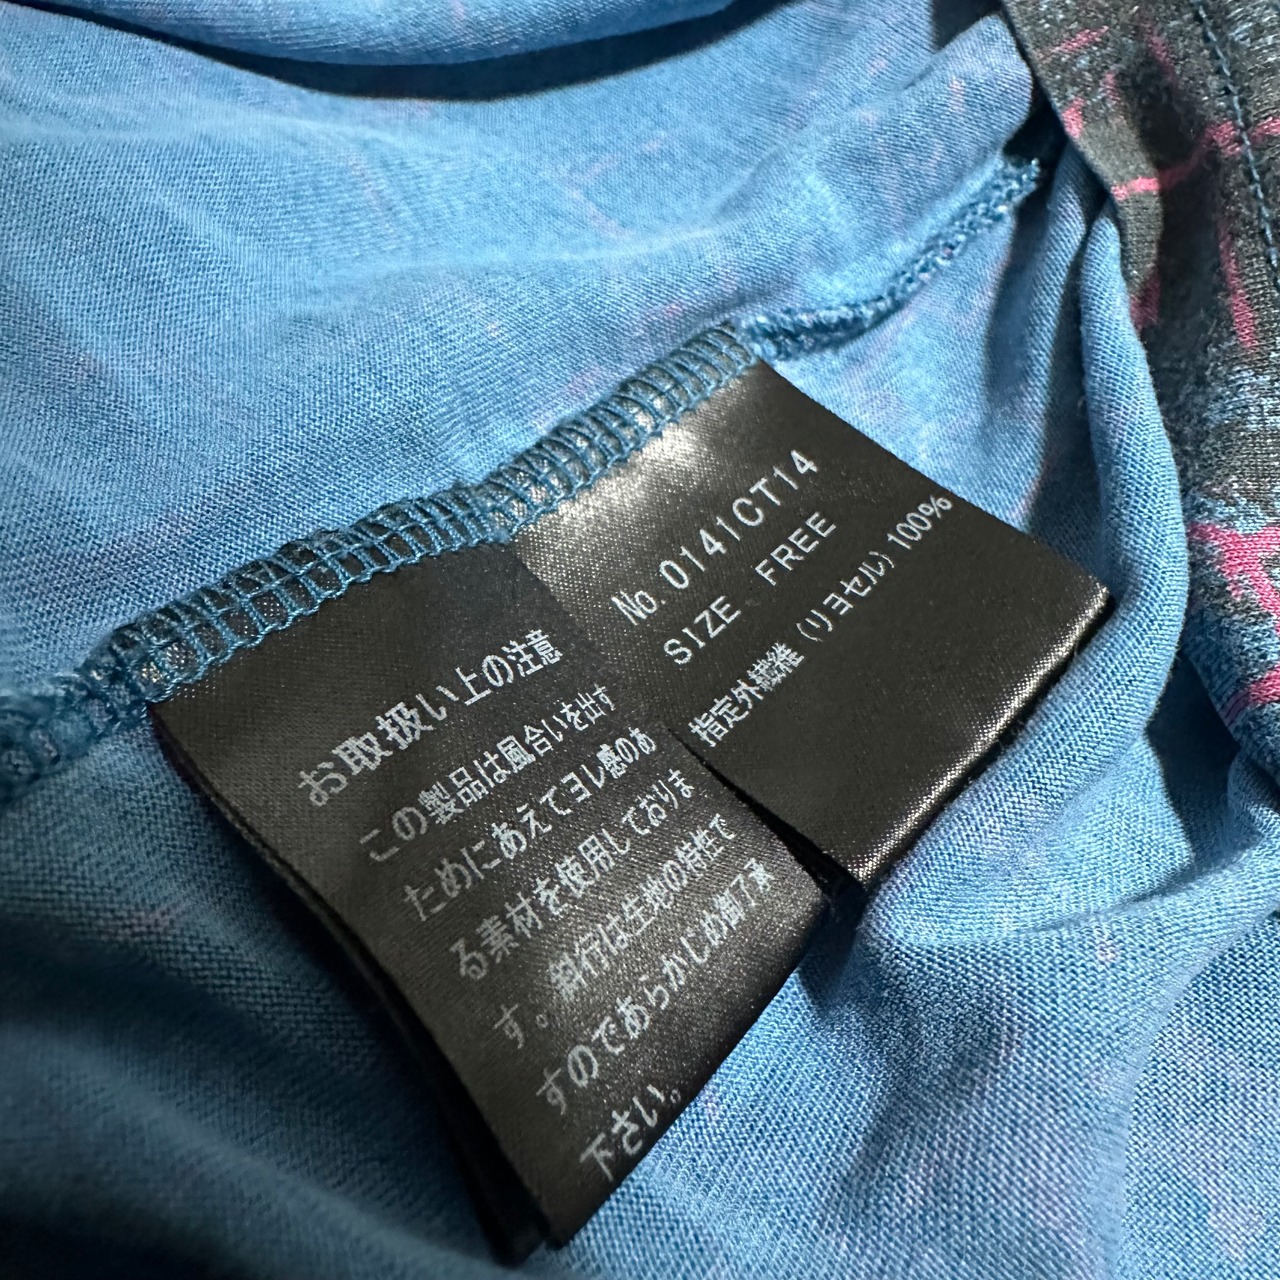 お取扱い上の注意
この製品は風合いを出す
ためにあえてヨレ感のあ
る素材を使用しておりま
す。斜行は生地の特性で
すのであらかじめ御了承
下さい。
No. 0141CT14
SIZE FREE
指定外繊維 (リヨセル) 100%